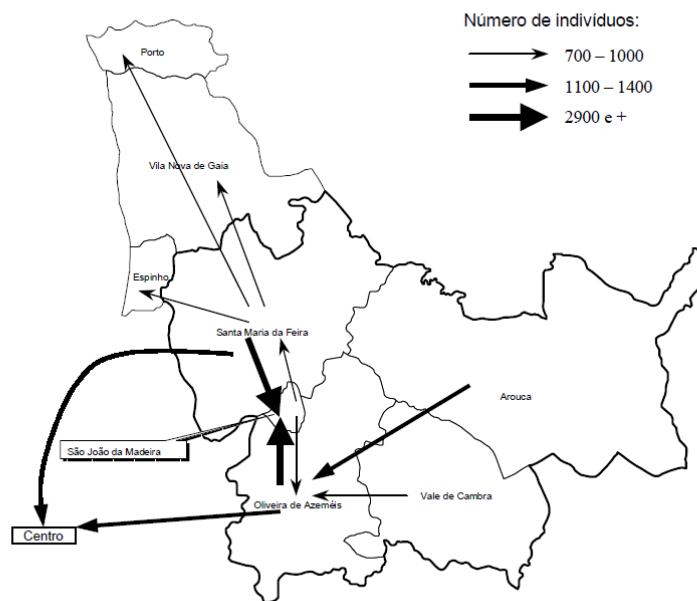 Número de indivíduos:
700 – 1000
1100 – 1400
2900 e +
Porto
Vila Nova de Gaia
Espinho
Santa Maria da Feira
Arouca
São João da Madeira
Vale de Cambra
Oliveira de Azeméis
Centro